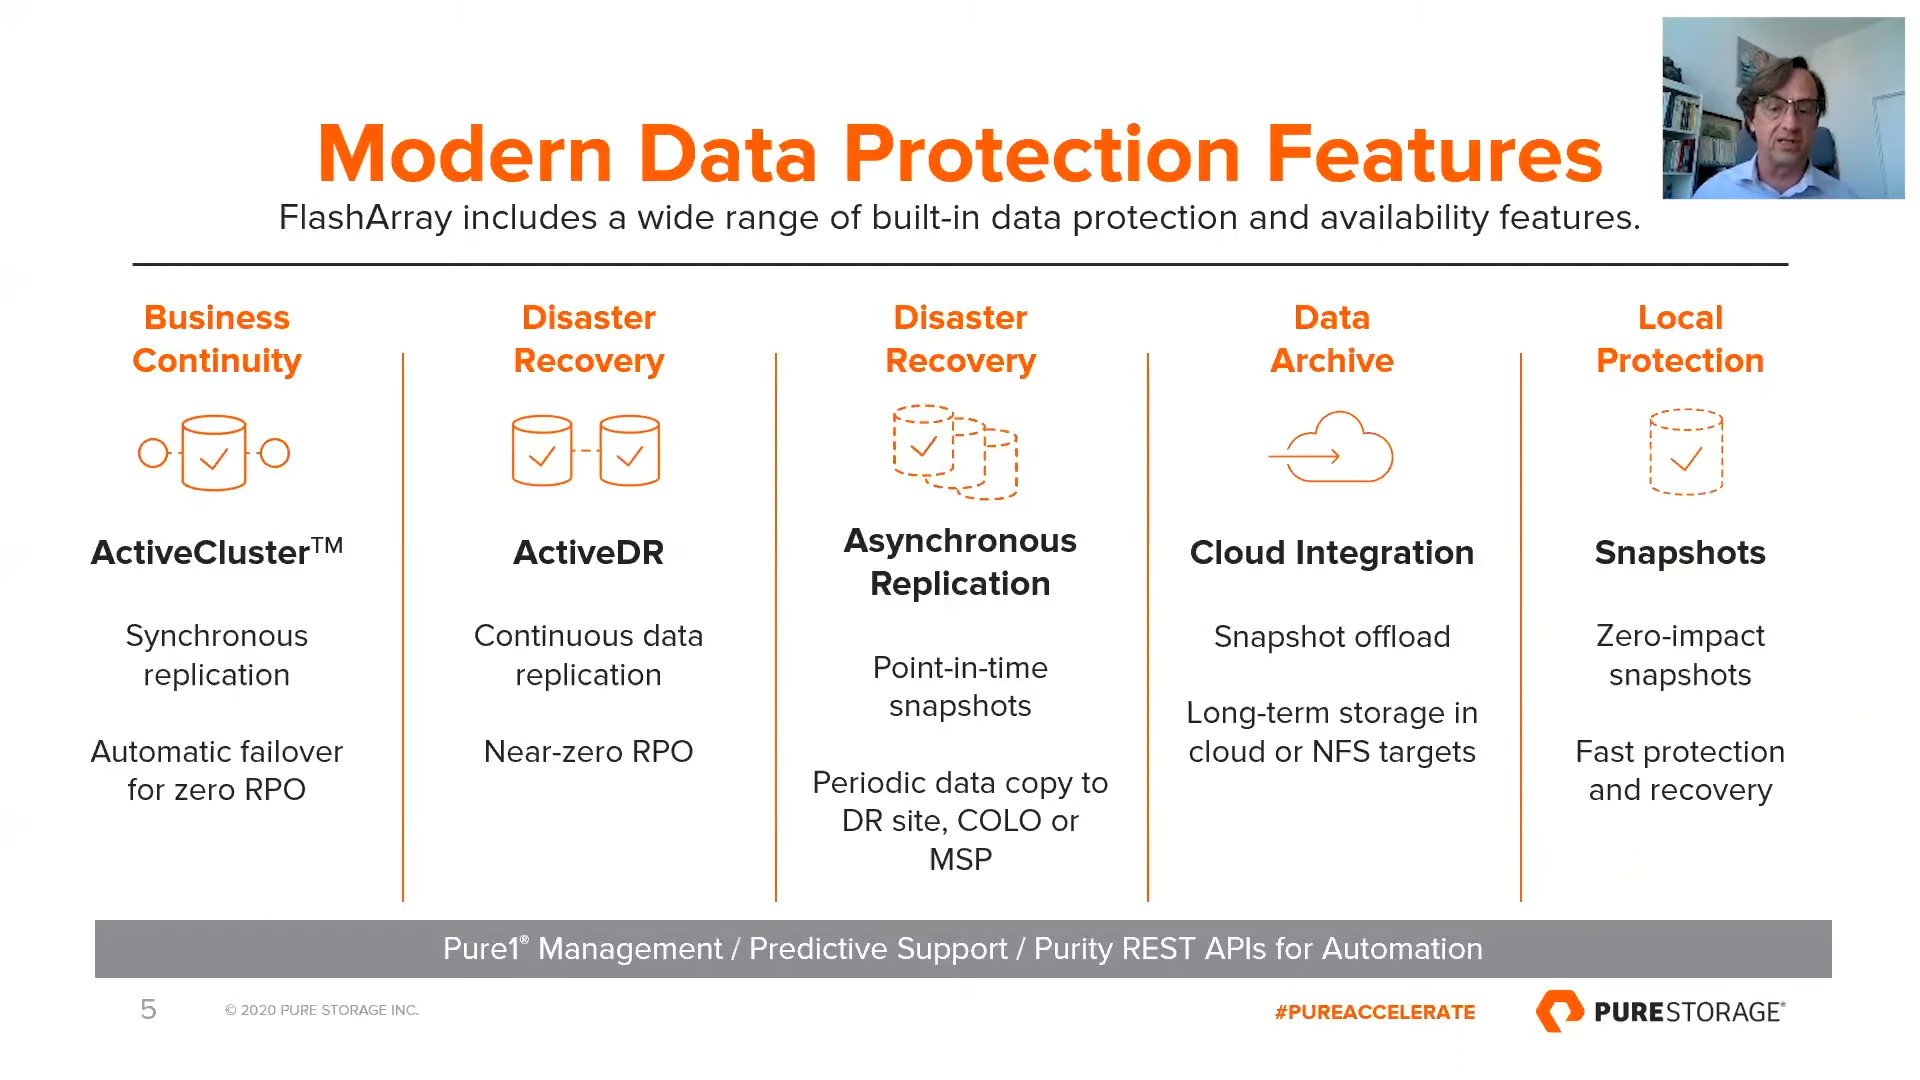 Modern Data Protection Features
FlashArray includes a wide range of built-in data protection and availability features.
Business
Continuity
ActiveCluster™
Synchronous
replication
Automatic failover
for zero RPO
Disaster
Recovery
ActiveDR
Continuous data
replication
Near-zero RPO
Disaster
Recovery
Asynchronous
Replication
Point-in-time
snapshots
Periodic data copy to
DR site, COLO or
MSP
Data
Archive
Cloud Integration
Snapshot offload
Long-term storage in
cloud or NFS targets
Local
Protection
Snapshots
Zero-impact
snapshots
Fast protection
and recovery
Pure1® Management / Predictive Support / Purity REST APIs for Automation
5
© 2020 PURE STORAGE INC.
#PUREACCELERATE
PURESTORAGE®